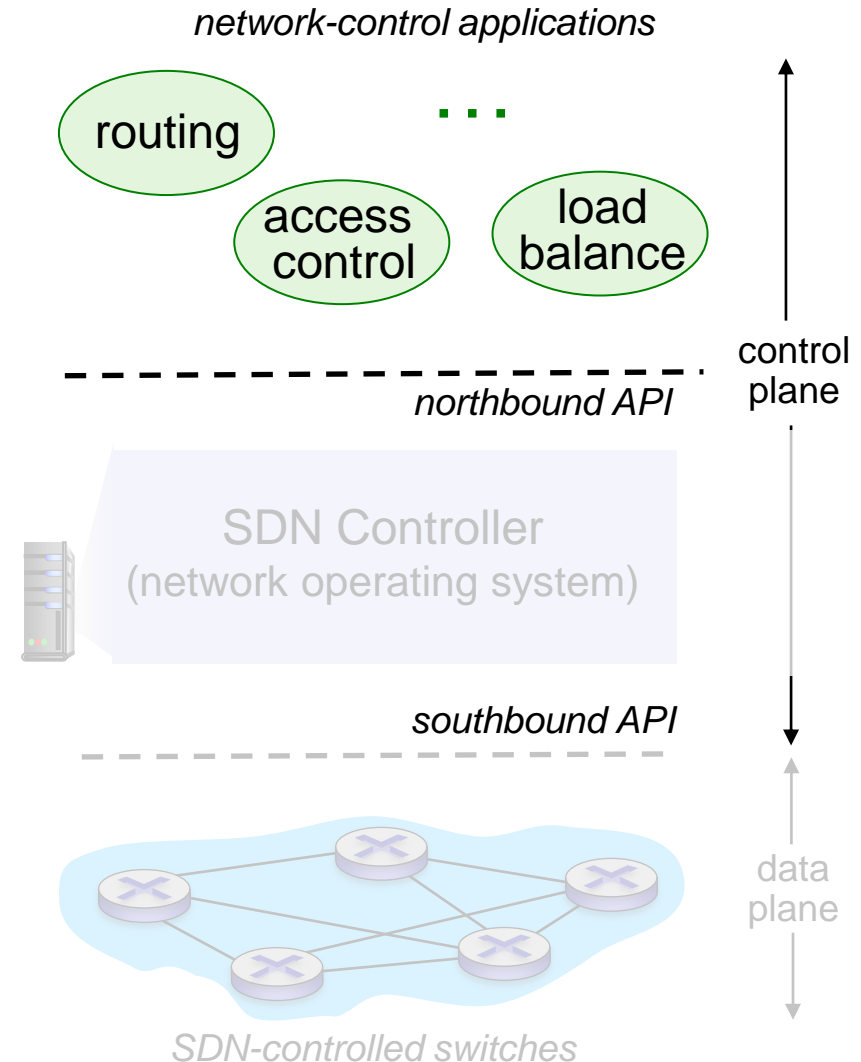 network-control applications
routing
...
access
control
load
balance
control
plane
northbound API
SDN Controller
(network operating system)
southbound API
data
plane
SDN-controlled switches